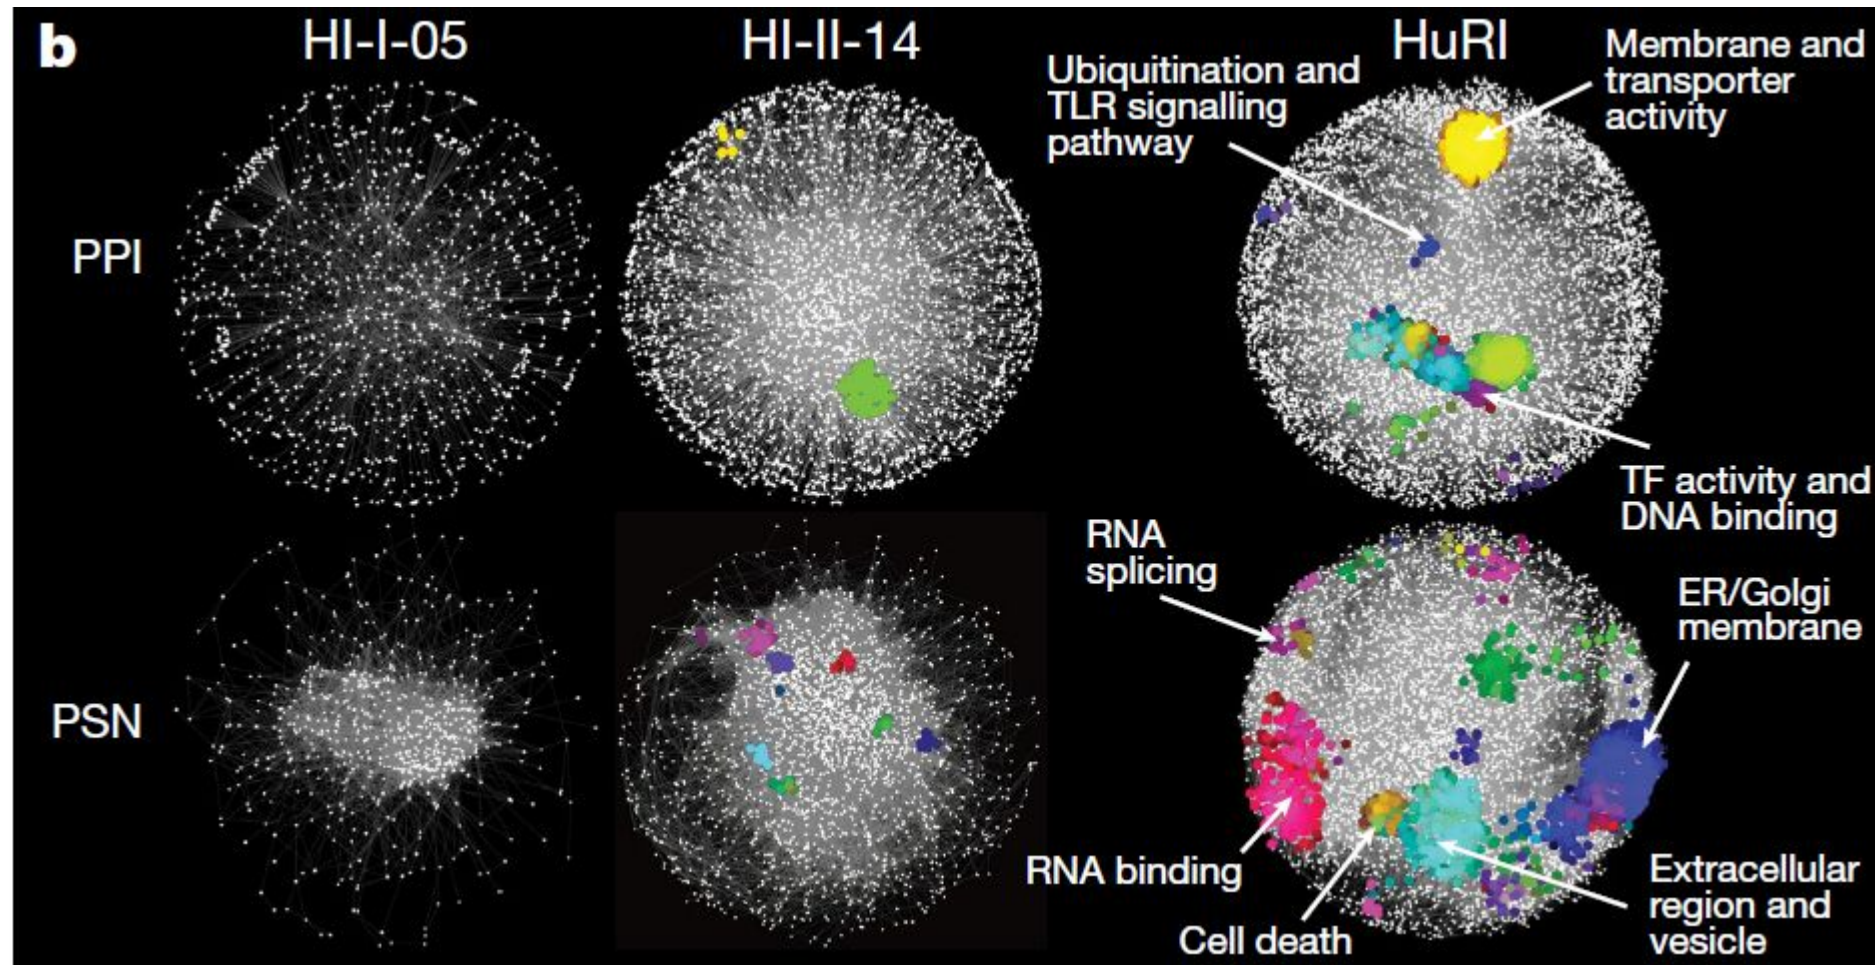 b
HI-I-05
HI-II-14
HuRI
Ubiquitination and
TLR signalling
pathway
Membrane and
transporter
activity
PPI
TF activity and
DNA binding
PSN
RNA
splicing
ER/Golgi
membrane
RNA binding
Cell death
Extracellular
region and
vesicle